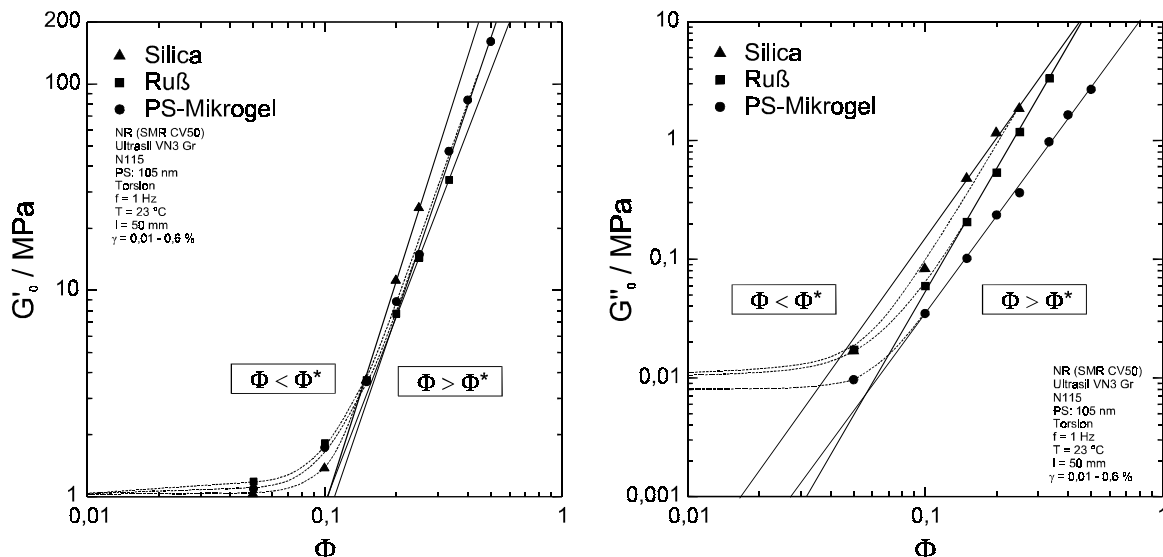 200
100
10
1
0,01
0,1
1
G'₀ / MPa
Φ
Silica
Ruß
PS-Mikrogel
NR (SMR CV50)
Ultrasil VN3 Gr
N115
PS: 105 nm
Torsion
f = 1 Hz
T = 23 °C
l = 50 mm
γ = 0,01 - 0,6 %
Φ < Φ*
Φ > Φ*
10
1
0,1
0,01
0,001
0,01
0,1
1
G''₀ / MPa
Φ
Silica
Ruß
PS-Mikrogel
Φ < Φ*
Φ > Φ*
NR (SMR CV50)
Ultrasil VN3 Gr
N115
PS: 105 nm
Torsion
f = 1 Hz
T = 23 °C
l = 50 mm
γ = 0,01 - 0,6 %